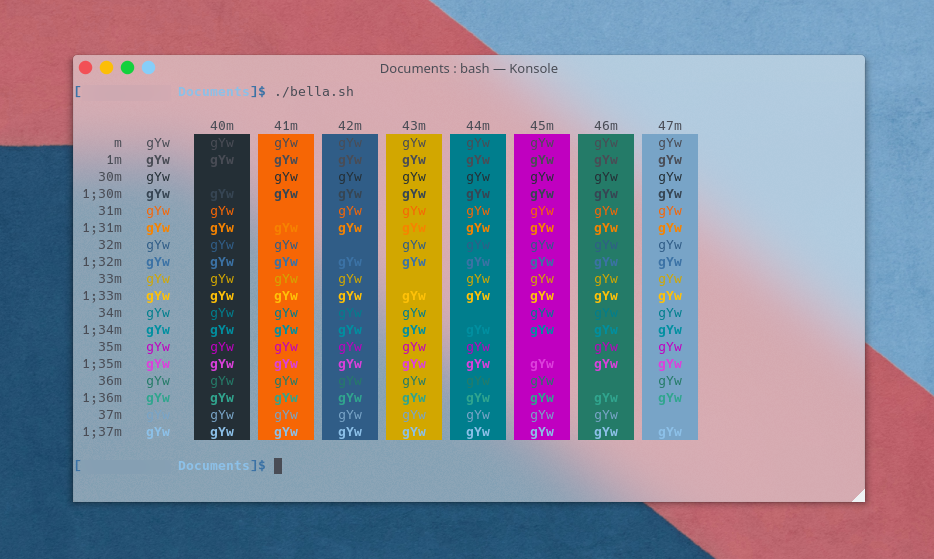 Documents : bash — Konsole
[ Documents]$ ./bella.sh
40m 41m 42m 43m 44m 45m 46m 47m
m gYw gYw gYw gYw gYw gYw gYw gYw gYw
1m gYw gYw gYw gYw gYw gYw gYw gYw gYw
30m gYw gYw gYw gYw gYw gYw gYw gYw
1;30m gYw gYw gYw gYw gYw gYw gYw gYw gYw
31m gYw gYw gYw gYw gYw gYw gYw gYw
1;31m gYw gYw gYw gYw gYw gYw gYw gYw gYw
32m gYw gYw gYw gYw gYw gYw gYw gYw
1;32m gYw gYw gYw gYw gYw gYw gYw gYw gYw
33m gYw gYw gYw gYw gYw gYw gYw gYw
1;33m gYw gYw gYw gYw gYw gYw gYw gYw gYw
34m gYw gYw gYw gYw gYw gYw gYw gYw
1;34m gYw gYw gYw gYw gYw gYw gYw gYw gYw
35m gYw gYw gYw gYw gYw gYw gYw gYw
1;35m gYw gYw gYw gYw gYw gYw gYw gYw gYw
36m gYw gYw gYw gYw gYw gYw gYw gYw
1;36m gYw gYw gYw gYw gYw gYw gYw gYw gYw
37m gYw gYw gYw gYw gYw gYw gYw gYw
1;37m gYw gYw gYw gYw gYw gYw gYw gYw gYw
[ Documents]$